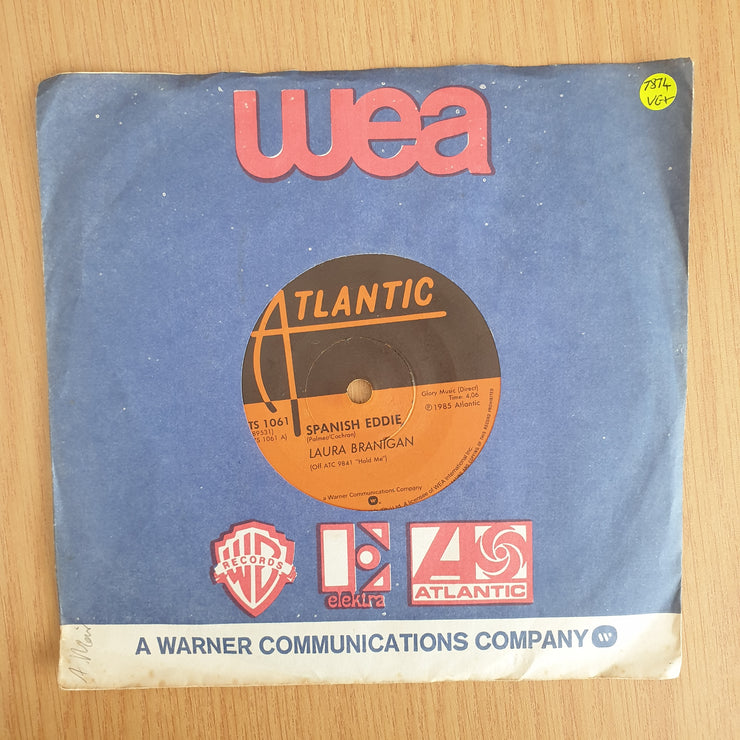 wea
7874
VG+
ATLANTIC
TS 1061
SPANISH EDDIE
(Palmer/Cochran)
LAURA BRANIGAN
(Off ATC 9841 "Hold Me")
Glory Music (Direct)
Time: 4,06
℗ 1985 Atlantic
a Warner Communications Company
WB RECORDS
E elektra
A ATLANTIC
A WARNER COMMUNICATIONS COMPANY